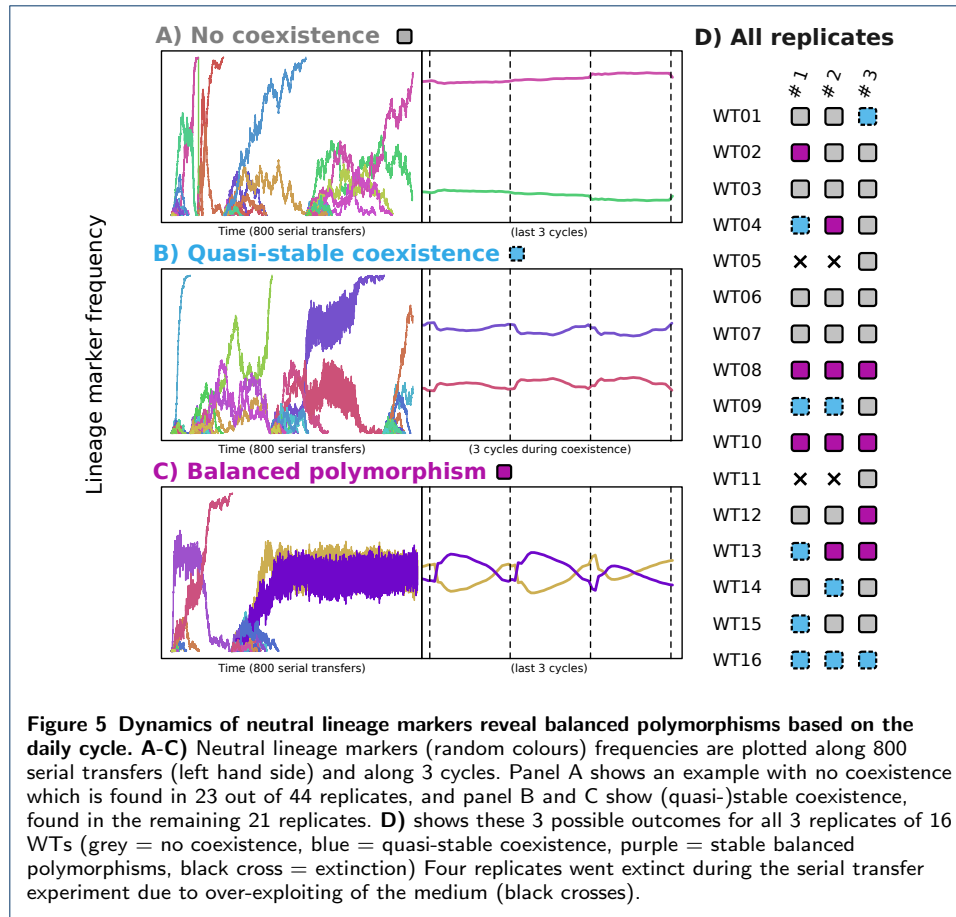 A) No coexistence
D) All replicates
# 1
# 2
# 3
Lineage marker frequency
Time (800 serial transfers)
(last 3 cycles)
B) Quasi-stable coexistence
Time (800 serial transfers)
(3 cycles during coexistence)
C) Balanced polymorphism
Time (800 serial transfers)
(last 3 cycles)
WT01
WT02
WT03
WT04
WT05
WT06
WT07
WT08
WT09
WT10
WT11
WT12
WT13
WT14
WT15
WT16
Figure 5 Dynamics of neutral lineage markers reveal balanced polymorphisms based on the
daily cycle. A-C) Neutral lineage markers (random colours) frequencies are plotted along 800
serial transfers (left hand side) and along 3 cycles. Panel A shows an example with no coexistence
which is found in 23 out of 44 replicates, and panel B and C show (quasi-)stable coexistence,
found in the remaining 21 replicates. D) shows these 3 possible outcomes for all 3 replicates of 16
WTs (grey = no coexistence, blue = quasi-stable coexistence, purple = stable balanced
polymorphisms, black cross = extinction) Four replicates went extinct during the serial transfer
experiment due to over-exploiting of the medium (black crosses).